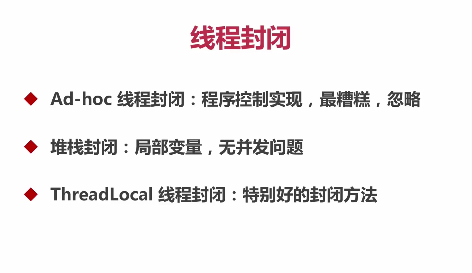 线程封闭
Ad-hoc 线程封闭：程序控制实现，最糟糕，忽略
堆栈封闭：局部变量，无并发问题
ThreadLocal 线程封闭：特别好的封闭方法